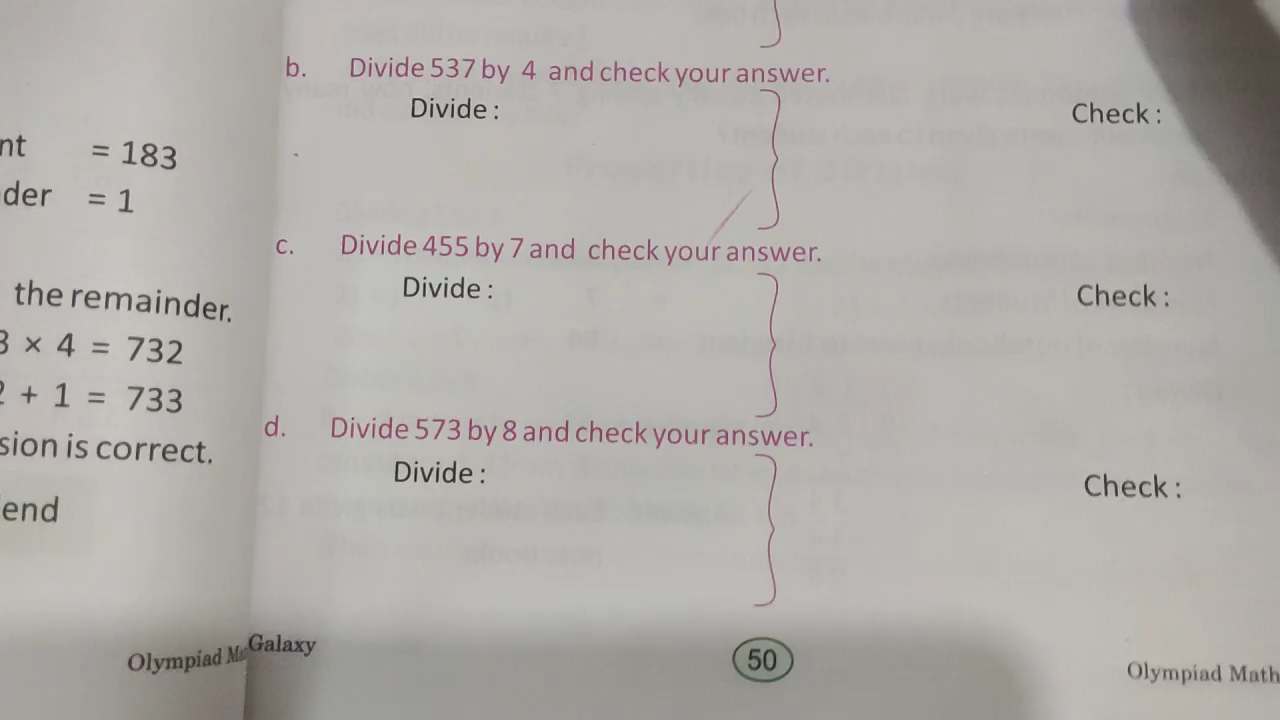 nt = 183
der = 1
the remainder.
3 × 4 = 732
2 + 1 = 733
sion is correct.
end
Olympiad Ma
b. Divide 537 by 4 and check your answer.
Divide : Check :
c. Divide 455 by 7 and check your answer.
Divide : Check :
d. Divide 573 by 8 and check your answer.
Divide : Check :
Galaxy
50
Olympiad Math